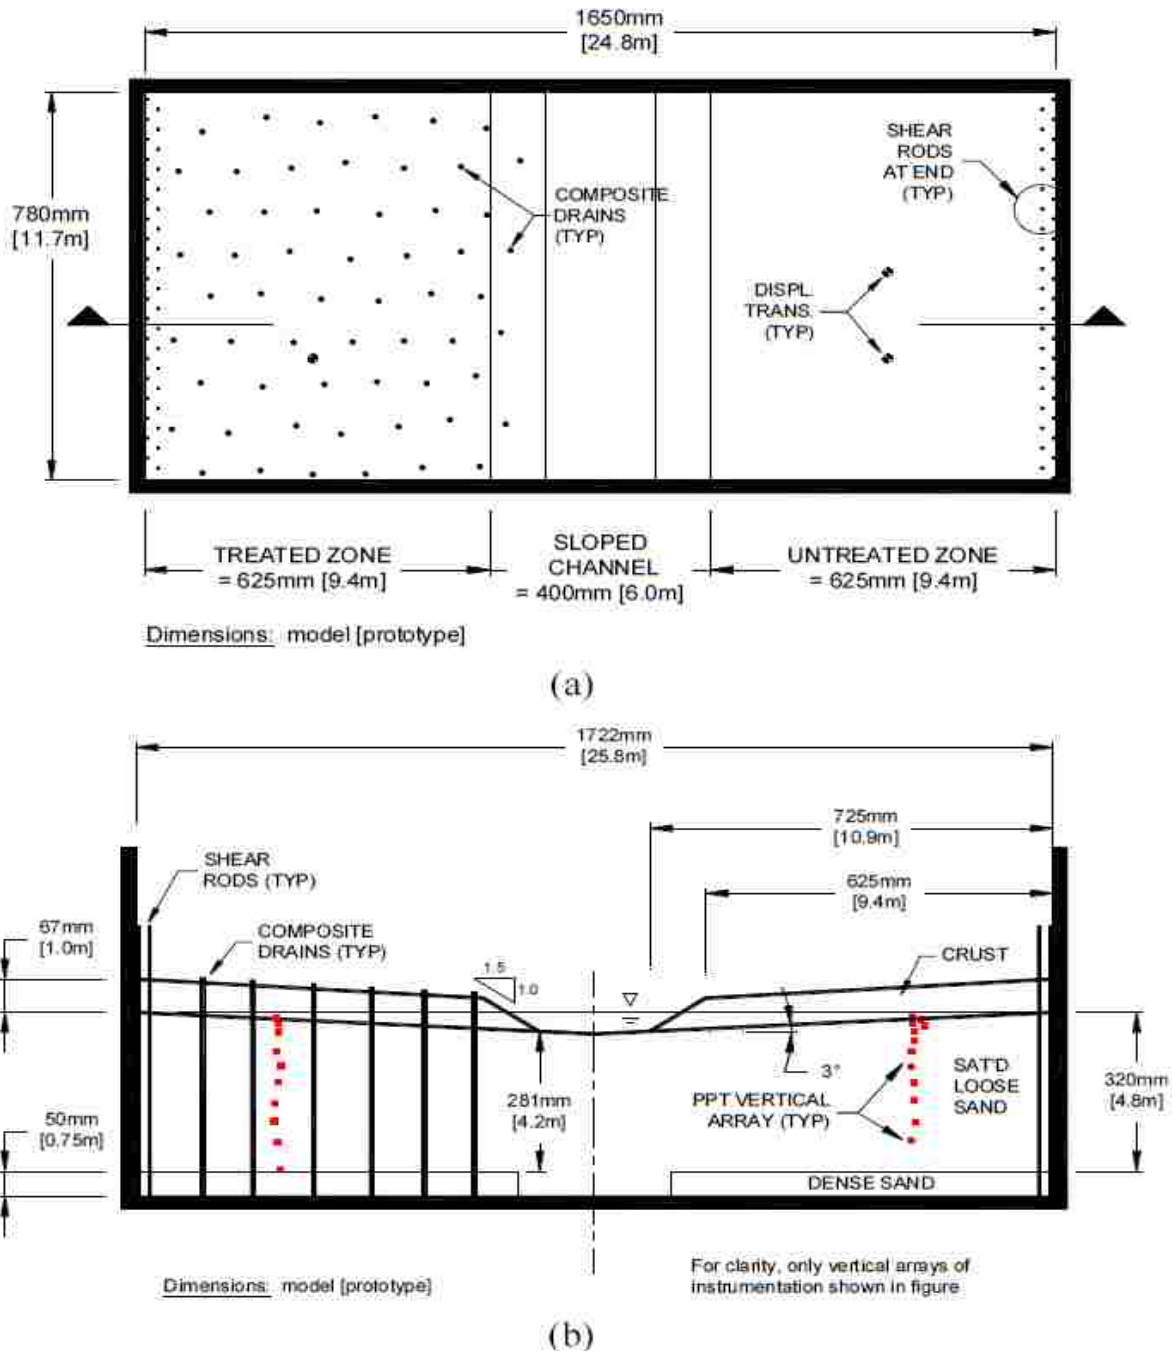 1650mm
[24.8m]
SHEAR
RODS
AT END
(TYP)
COMPOSITE
DRAINS
(TYP)
780mm
[11.7m]
DISPL.
TRANS.
(TYP)
TREATED ZONE
= 625mm [9.4m]
SLOPED
CHANNEL
= 400mm [6.0m]
UNTREATED ZONE
= 625mm [9.4m]
Dimensions: model [prototype]
(a)
1722mm
[25.8m]
725mm
[10.9m]
SHEAR
RODS (TYP)
625mm
[9.4m]
67mm
[1.0m]
COMPOSITE
DRAINS (TYP)
1.5
1.0
CRUST
3°
281mm
[4.2m]
PPT VERTICAL
ARRAY (TYP)
SAT'D
LOOSE
SAND
320mm
[4.8m]
50mm
[0.75m]
DENSE SAND
Dimensions: model [prototype]
For clarity, only vertical arrays of
instrumentation shown in figure
(b)